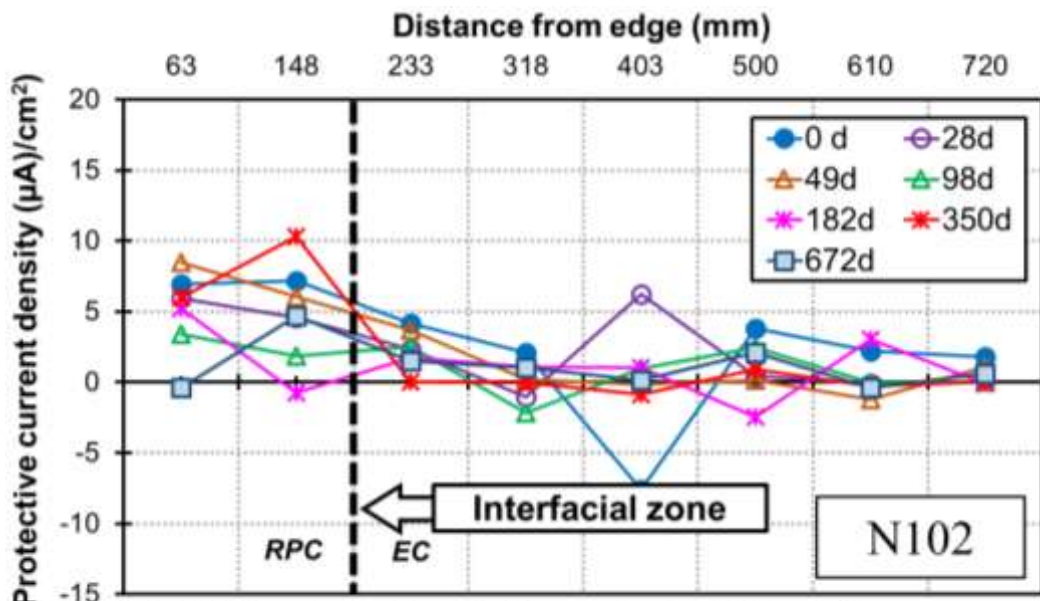 Distance from edge (mm)
63 148 233 318 403 500 610 720
Protective current density (μA)/cm²)
20
15
10
5
0
-5
-10
-15
0 d 28d
49d 98d
182d 350d
672d
Interfacial zone
RPC EC
N102